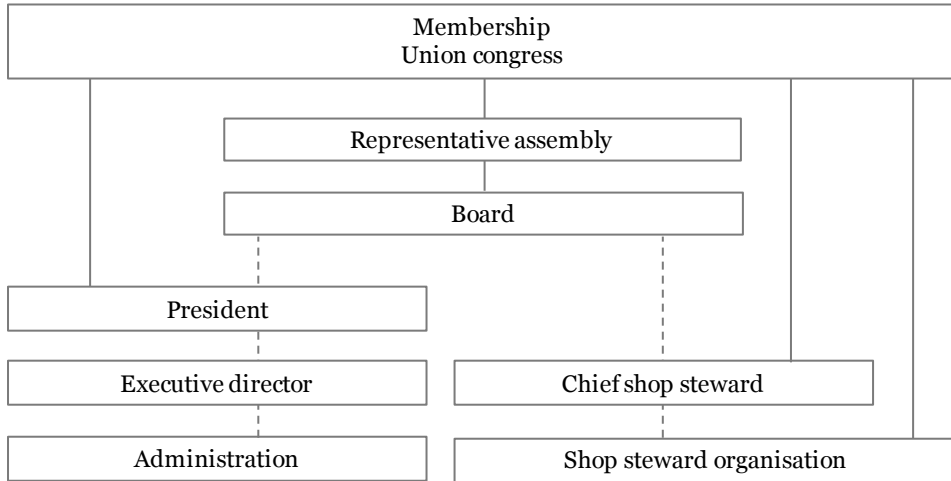 Membership
Union congress
Representative assembly
Board
President
Executive director
Chief shop steward
Administration
Shop steward organisation